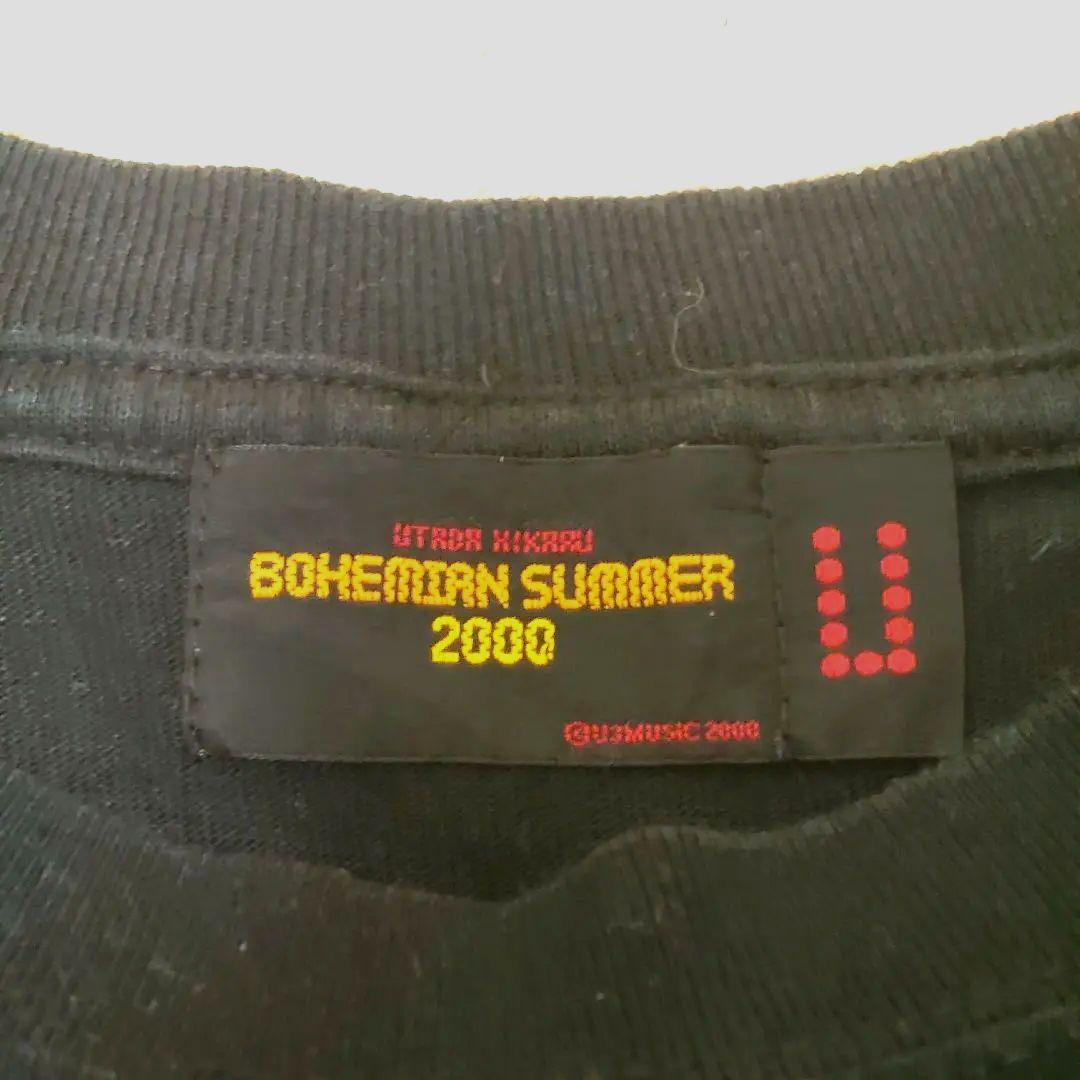 UTADA HIKARU
BOHEMIAN SUMMER
2000
©U3MUSIC 2000
U